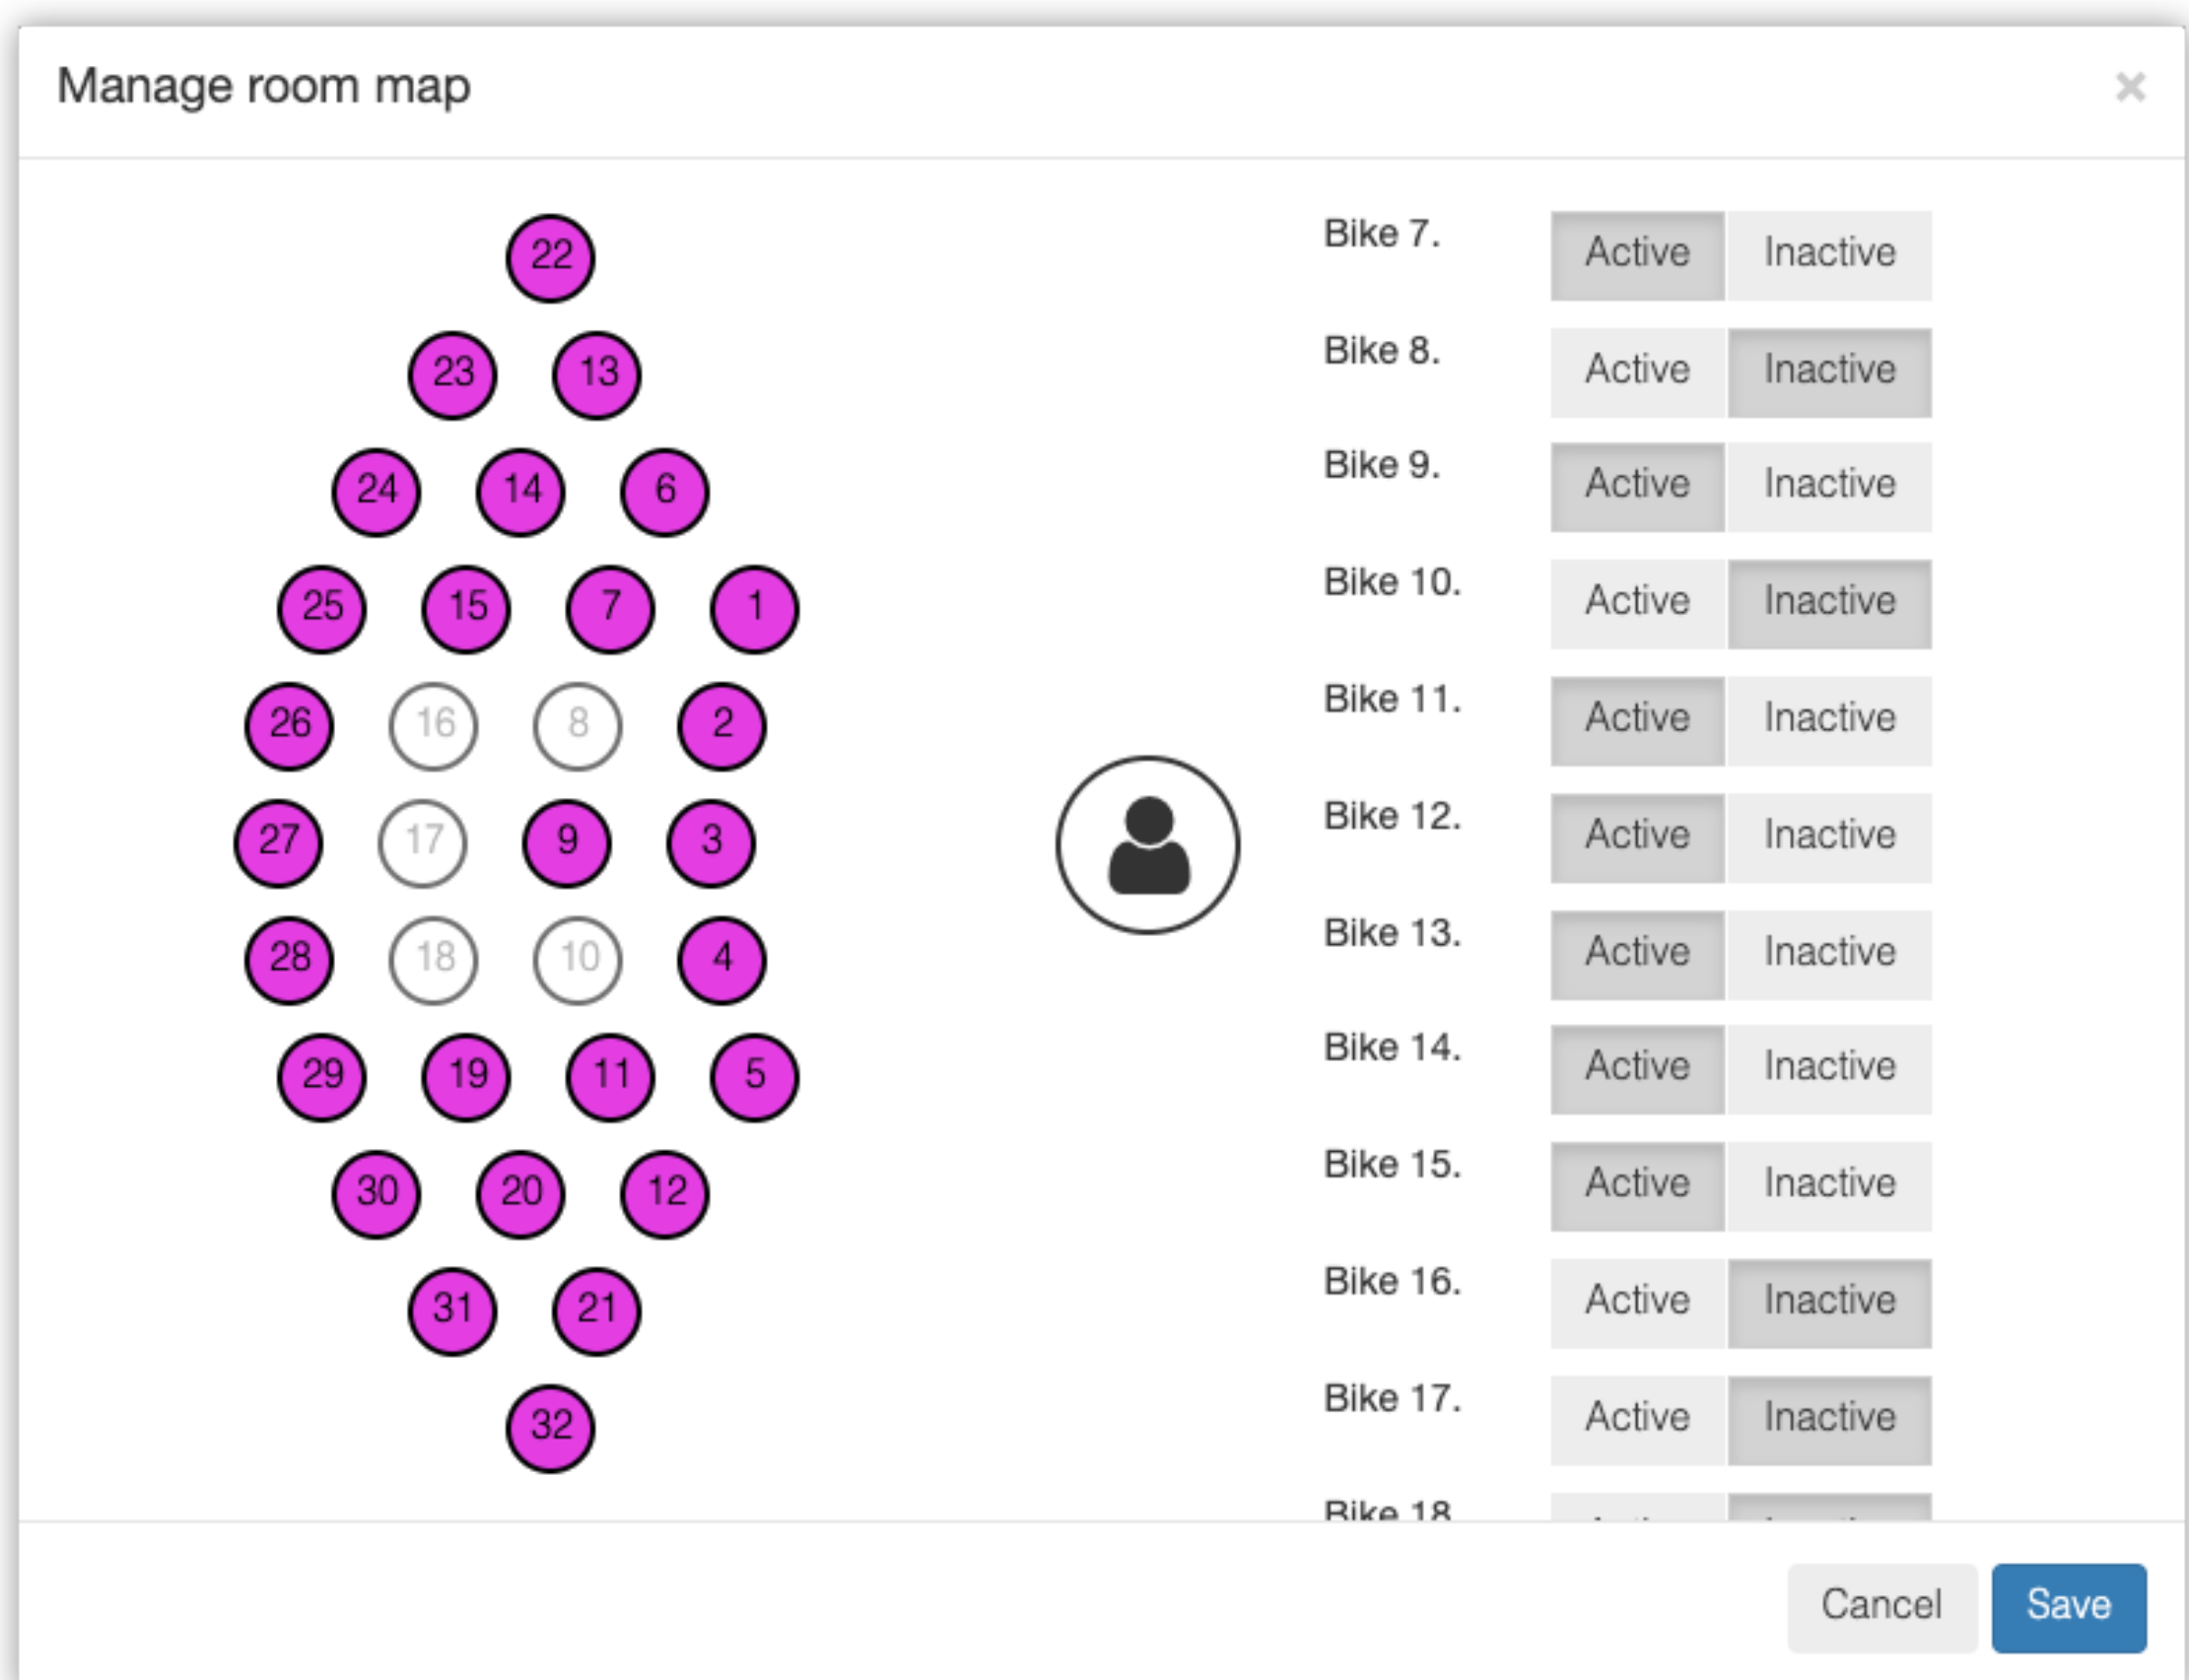 Manage room map
×
22
23 13
24 14 6
25 15 7 1
26 16 8 2
27 17 9 3
28 18 10 4
29 19 11 5
30 20 12
31 21
32
Bike 7. Active Inactive
Bike 8. Active Inactive
Bike 9. Active Inactive
Bike 10. Active Inactive
Bike 11. Active Inactive
Bike 12. Active Inactive
Bike 13. Active Inactive
Bike 14. Active Inactive
Bike 15. Active Inactive
Bike 16. Active Inactive
Bike 17. Active Inactive
Bike 18
Cancel Save